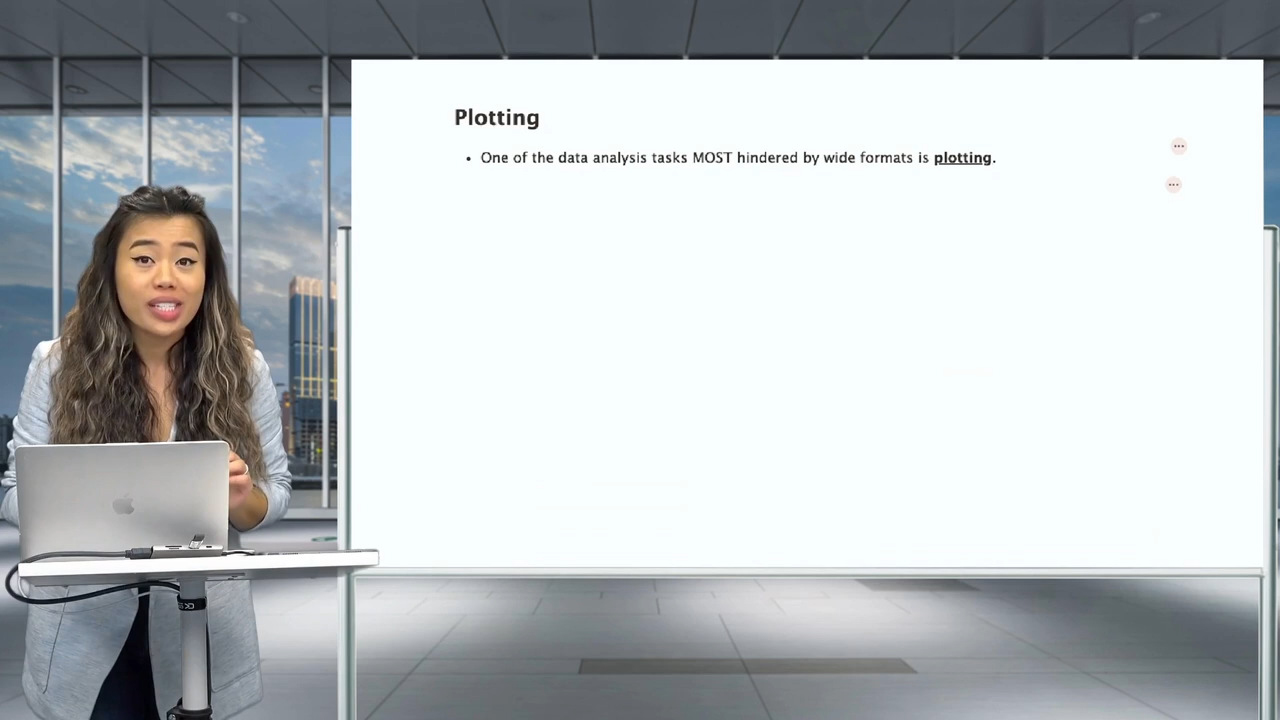 Plotting
• One of the data analysis tasks MOST hindered by wide formats is plotting.